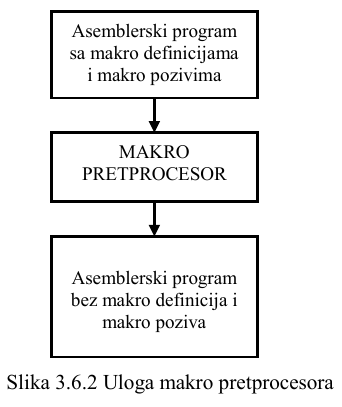 Asemblerski program
sa makro definicijama
i makro pozivima
MAKRO
PRETPROCESOR
Asemblerski program
bez makro definicija i
makro poziva
Slika 3.6.2 Uloga makro pretprocesora